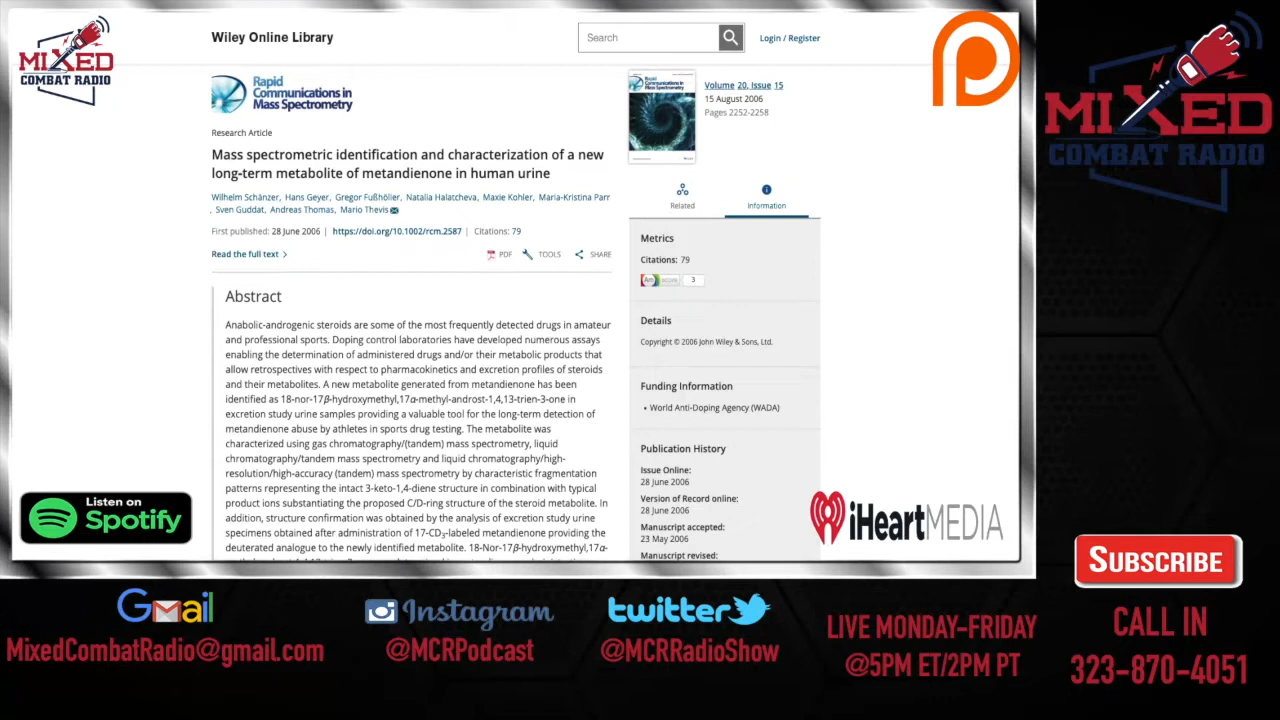 MIXED
COMBAT RADIO
Wiley Online Library
Search
Login / Register
Rapid
Communications in
Mass Spectrometry
Research Article
Mass spectrometric identification and characterization of a new
long-term metabolite of metandienone in human urine
Wilhelm Schänzer, Hans Geyer, Gregor Fußhölier, Natalia Halatcheva, Maxie Kohler, Maria-Kristina Parr
, Sven Guddat, Andreas Thomas, Mario Thevis
First published: 28 June 2006 | https://doi.org/10.1002/rcm.2587 | Citations: 79
Read the full text >
PDF TOOLS SHARE
Abstract
Anabolic-androgenic steroids are some of the most frequently detected drugs in amateur
and professional sports. Doping control laboratories have developed numerous assays
enabling the determination of administered drugs and/or their metabolic products that
allow retrospectives with respect to pharmacokinetics and excretion profiles of steroids
and their metabolites. A new metabolite generated from metandienone has been
identified as 18-nor-17β-hydroxymethyl,17α-methyl-androst-1,4,13-trien-3-one in
excretion study urine samples providing a valuable tool for the long-term detection of
metandienone abuse by athletes in sports drug testing. The metabolite was
characterized using gas chromatography/(tandem) mass spectrometry, liquid
chromatography/tandem mass spectrometry and liquid chromatography/high-
resolution/high-accuracy (tandem) mass spectrometry by characteristic fragmentation
patterns representing the intact 3-keto-1,4-diene structure in combination with typical
product ions substantiating the proposed C/D-ring structure of the steroid metabolite. In
addition, structure confirmation was obtained by the analysis of excretion study urine
specimens obtained after administration of 17-CD3-labeled metandienone providing the
deuterated analogue to the newly identified metabolite. 18-Nor-17β-hydroxymethyl,17α-
Rapid
Communications in
Mass Spectrometry
Volume 20, Issue 15
15 August 2006
Pages 2252-2258
Related
Information
Metrics
Citations: 79
Am score 3
Details
Copyright © 2006 John Wiley & Sons, Ltd.
Funding Information
• World Anti-Doping Agency (WADA)
Publication History
Issue Online:
28 June 2006
Version of Record online:
28 June 2006
Manuscript accepted:
23 May 2006
Manuscript revised:
MIXED
COMBAT RADIO
Listen on
Spotify
iHeartMEDIA
SUBSCRIBE
Gmail
MixedCombatRadio@gmail.com
Instagram
@MCRPodcast
twitter
@MCRRadioShow
LIVE MONDAY-FRIDAY
@5PM ET/2PM PT
CALL IN
323-870-4051